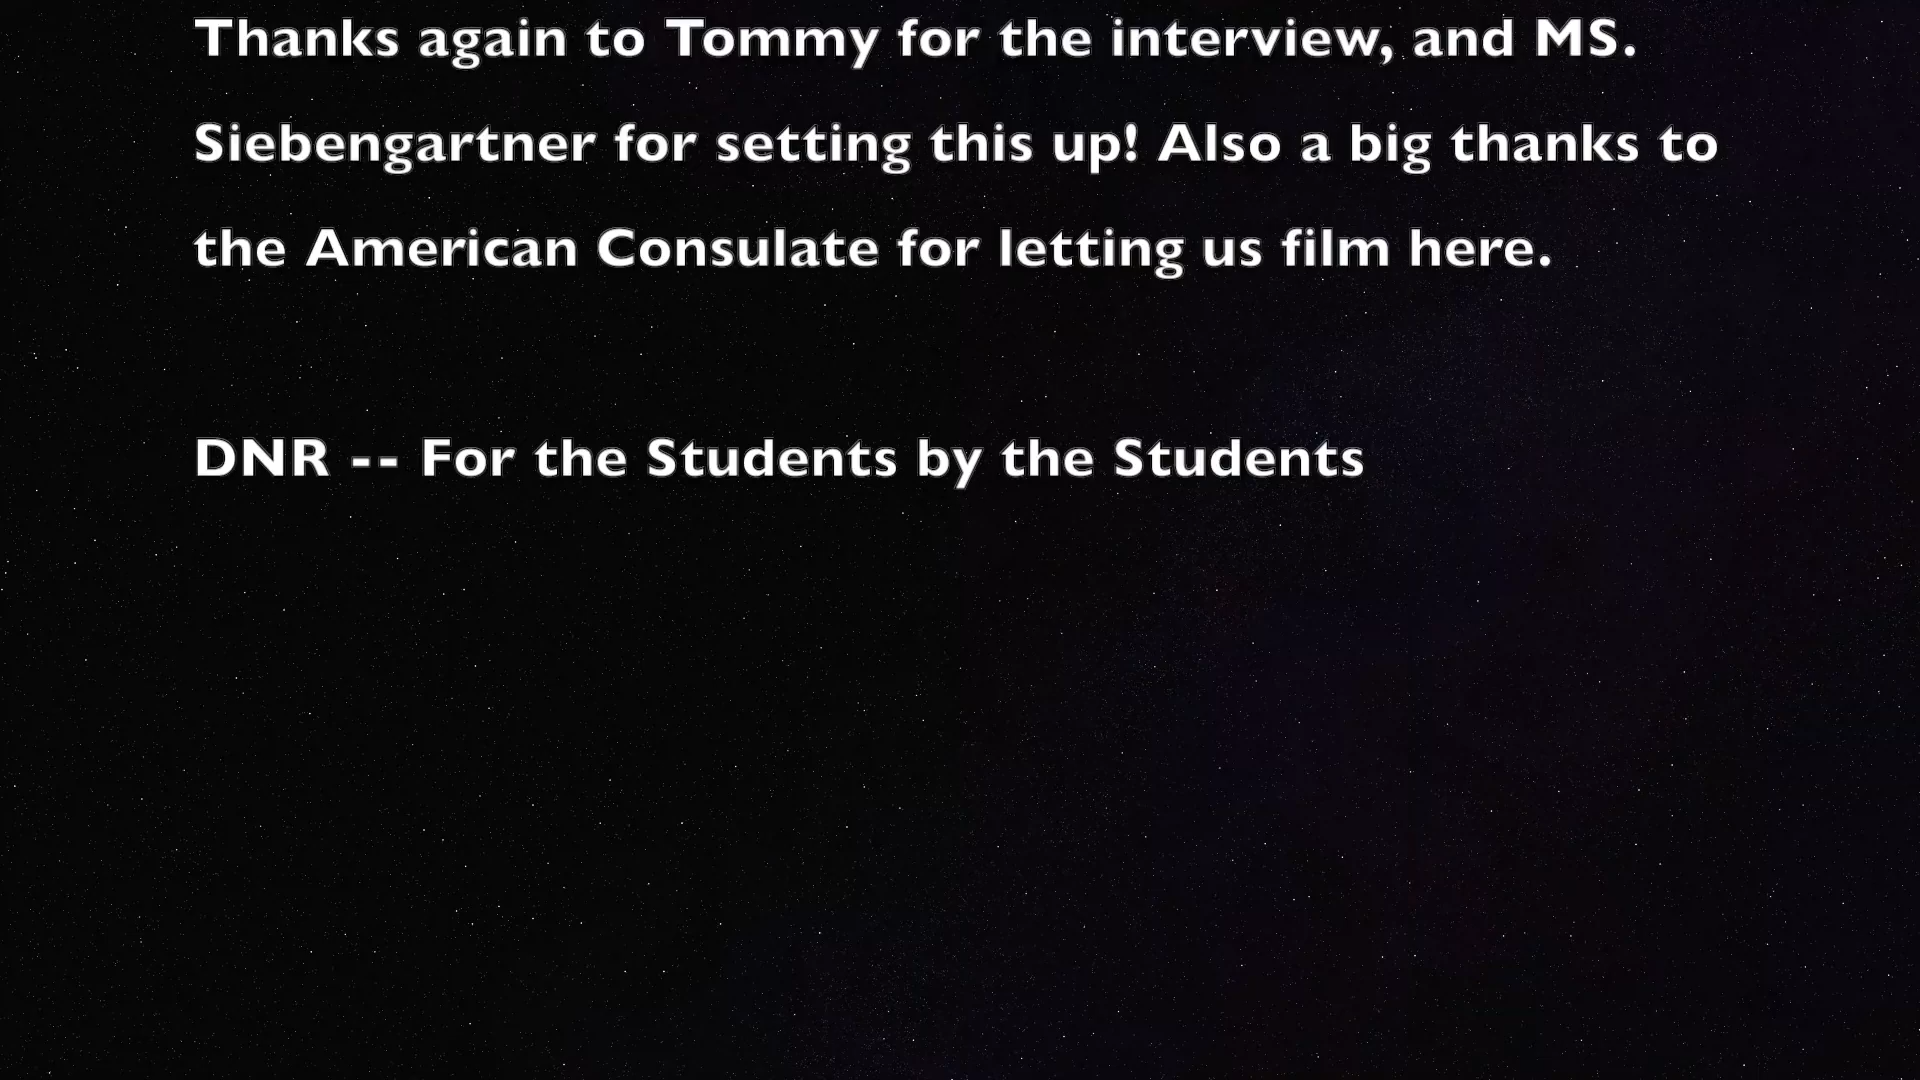 Thanks again to Tommy for the interview, and MS.
Siebengartner for setting this up! Also a big thanks to
the American Consulate for letting us film here.
DNR -- For the Students by the Students